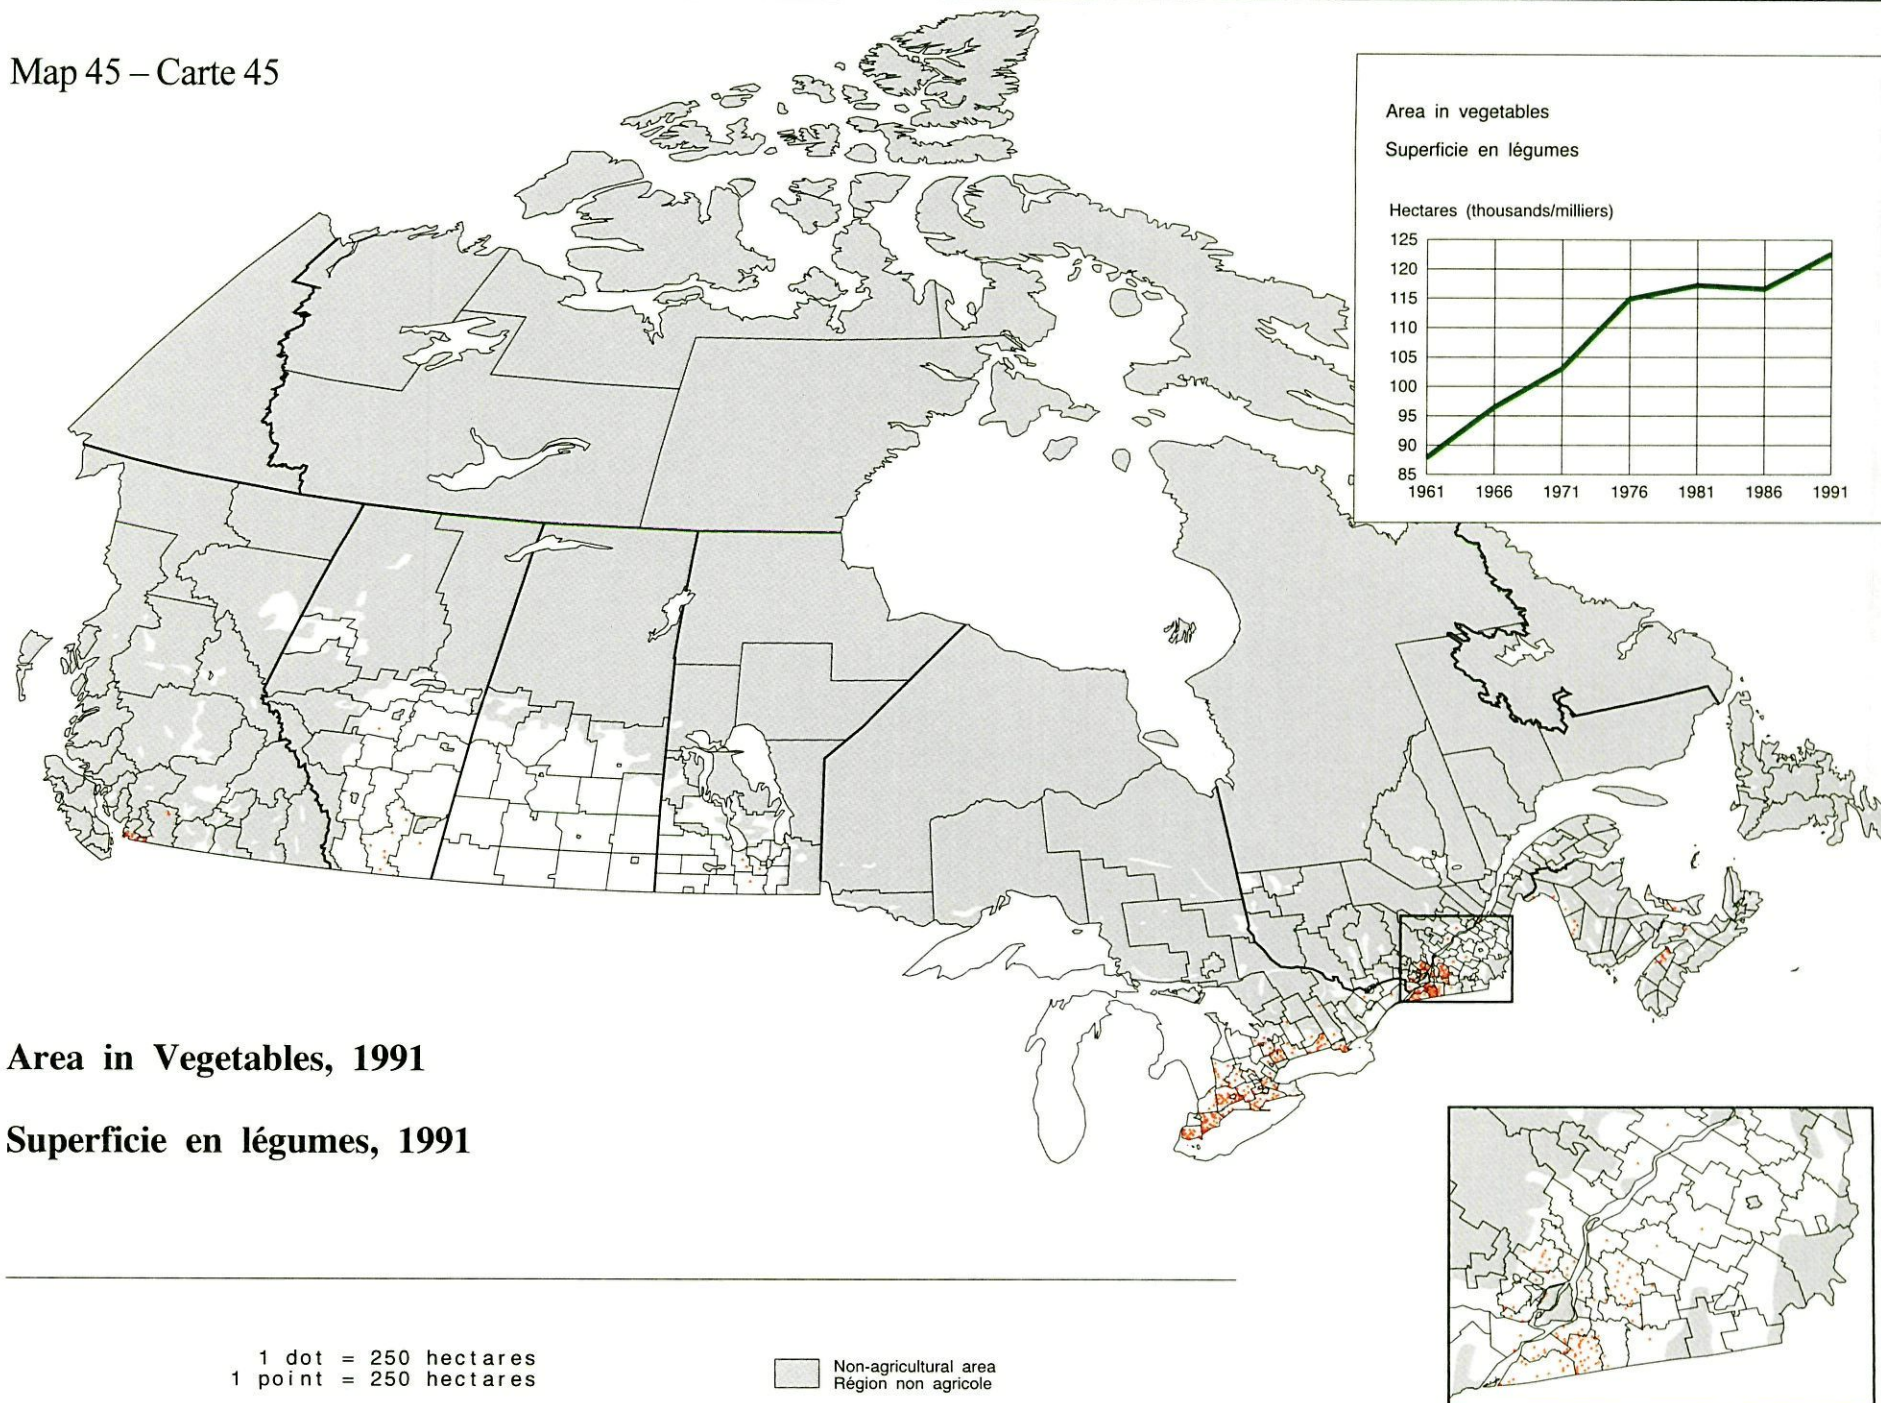 Map 45 – Carte 45
Area in vegetables
Superficie en légumes
Hectares (thousands/milliers)
125
120
115
110
105
100
95
90
85
1961 1966 1971 1976 1981 1986 1991
Area in Vegetables, 1991
Superficie en légumes, 1991
1 dot = 250 hectares
1 point = 250 hectares
Non-agricultural area
Région non agricole